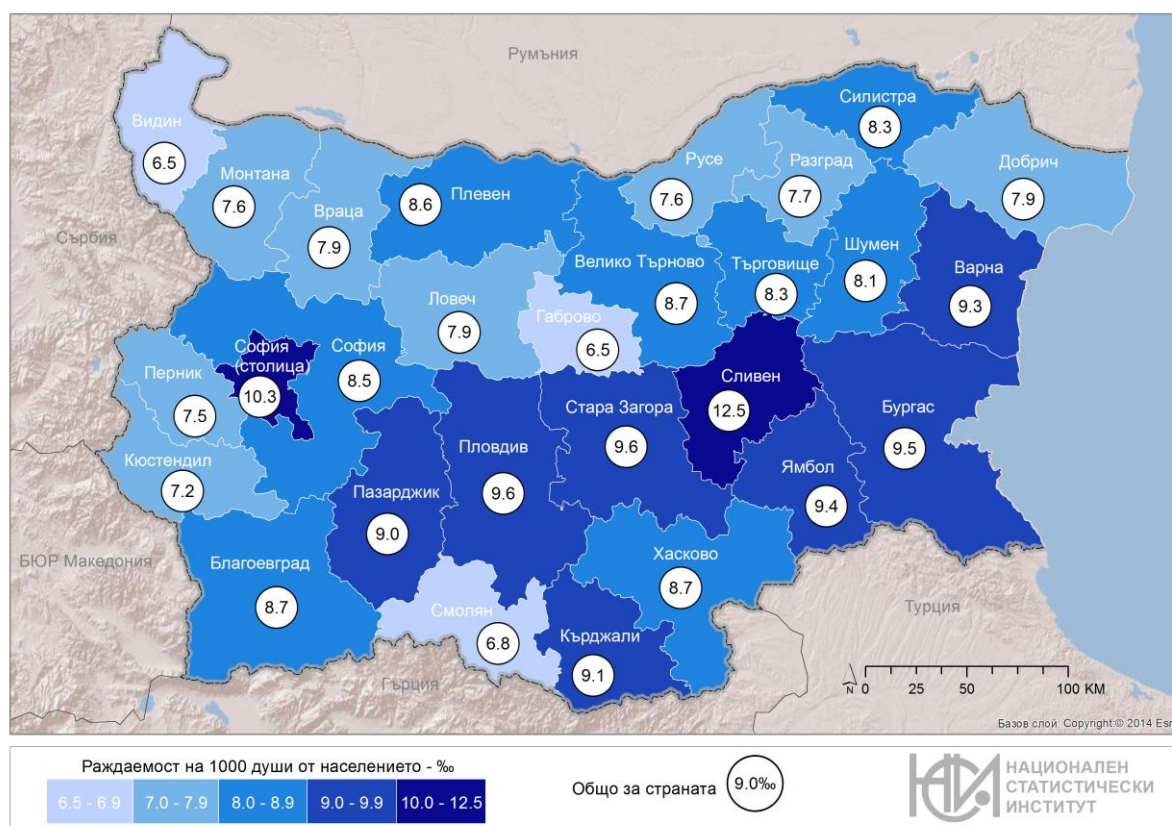 Румъния
Силистра
8.3
Видин
6.5
Монтана
7.6
Враца
7.9
8.6
Плевен
Русе
7.6
Разград
7.7
Добрич
7.9
Сърбия
Шумен
8.1
Варна
9.3
Велико Търново
8.7
Търговище
8.3
Ловеч
7.9
Габрово
6.5
София
(столица)
10.3
София
8.5
Перник
7.5
Кюстендил
7.2
Сливен
12.5
Стара Загора
9.6
Бургас
9.5
Пловдив
9.6
Пазарджик
9.0
Ямбол
9.4
БЮР Македония
Благоевград
8.7
Хасково
8.7
Смолян
6.8
Кърджали
9.1
Турция
Гърция
N 0 25 50 100 KM
Базов слой: Copyright:© 2014 Esr
Раждаемост на 1000 души от населението - ‰
6.5 - 6.9 7.0 - 7.9 8.0 - 8.9 9.0 - 9.9 10.0 - 12.5
Общо за страната 9.0‰
НСИ
НАЦИОНАЛЕН
СТАТИСТИЧЕСКИ
ИНСТИТУТ